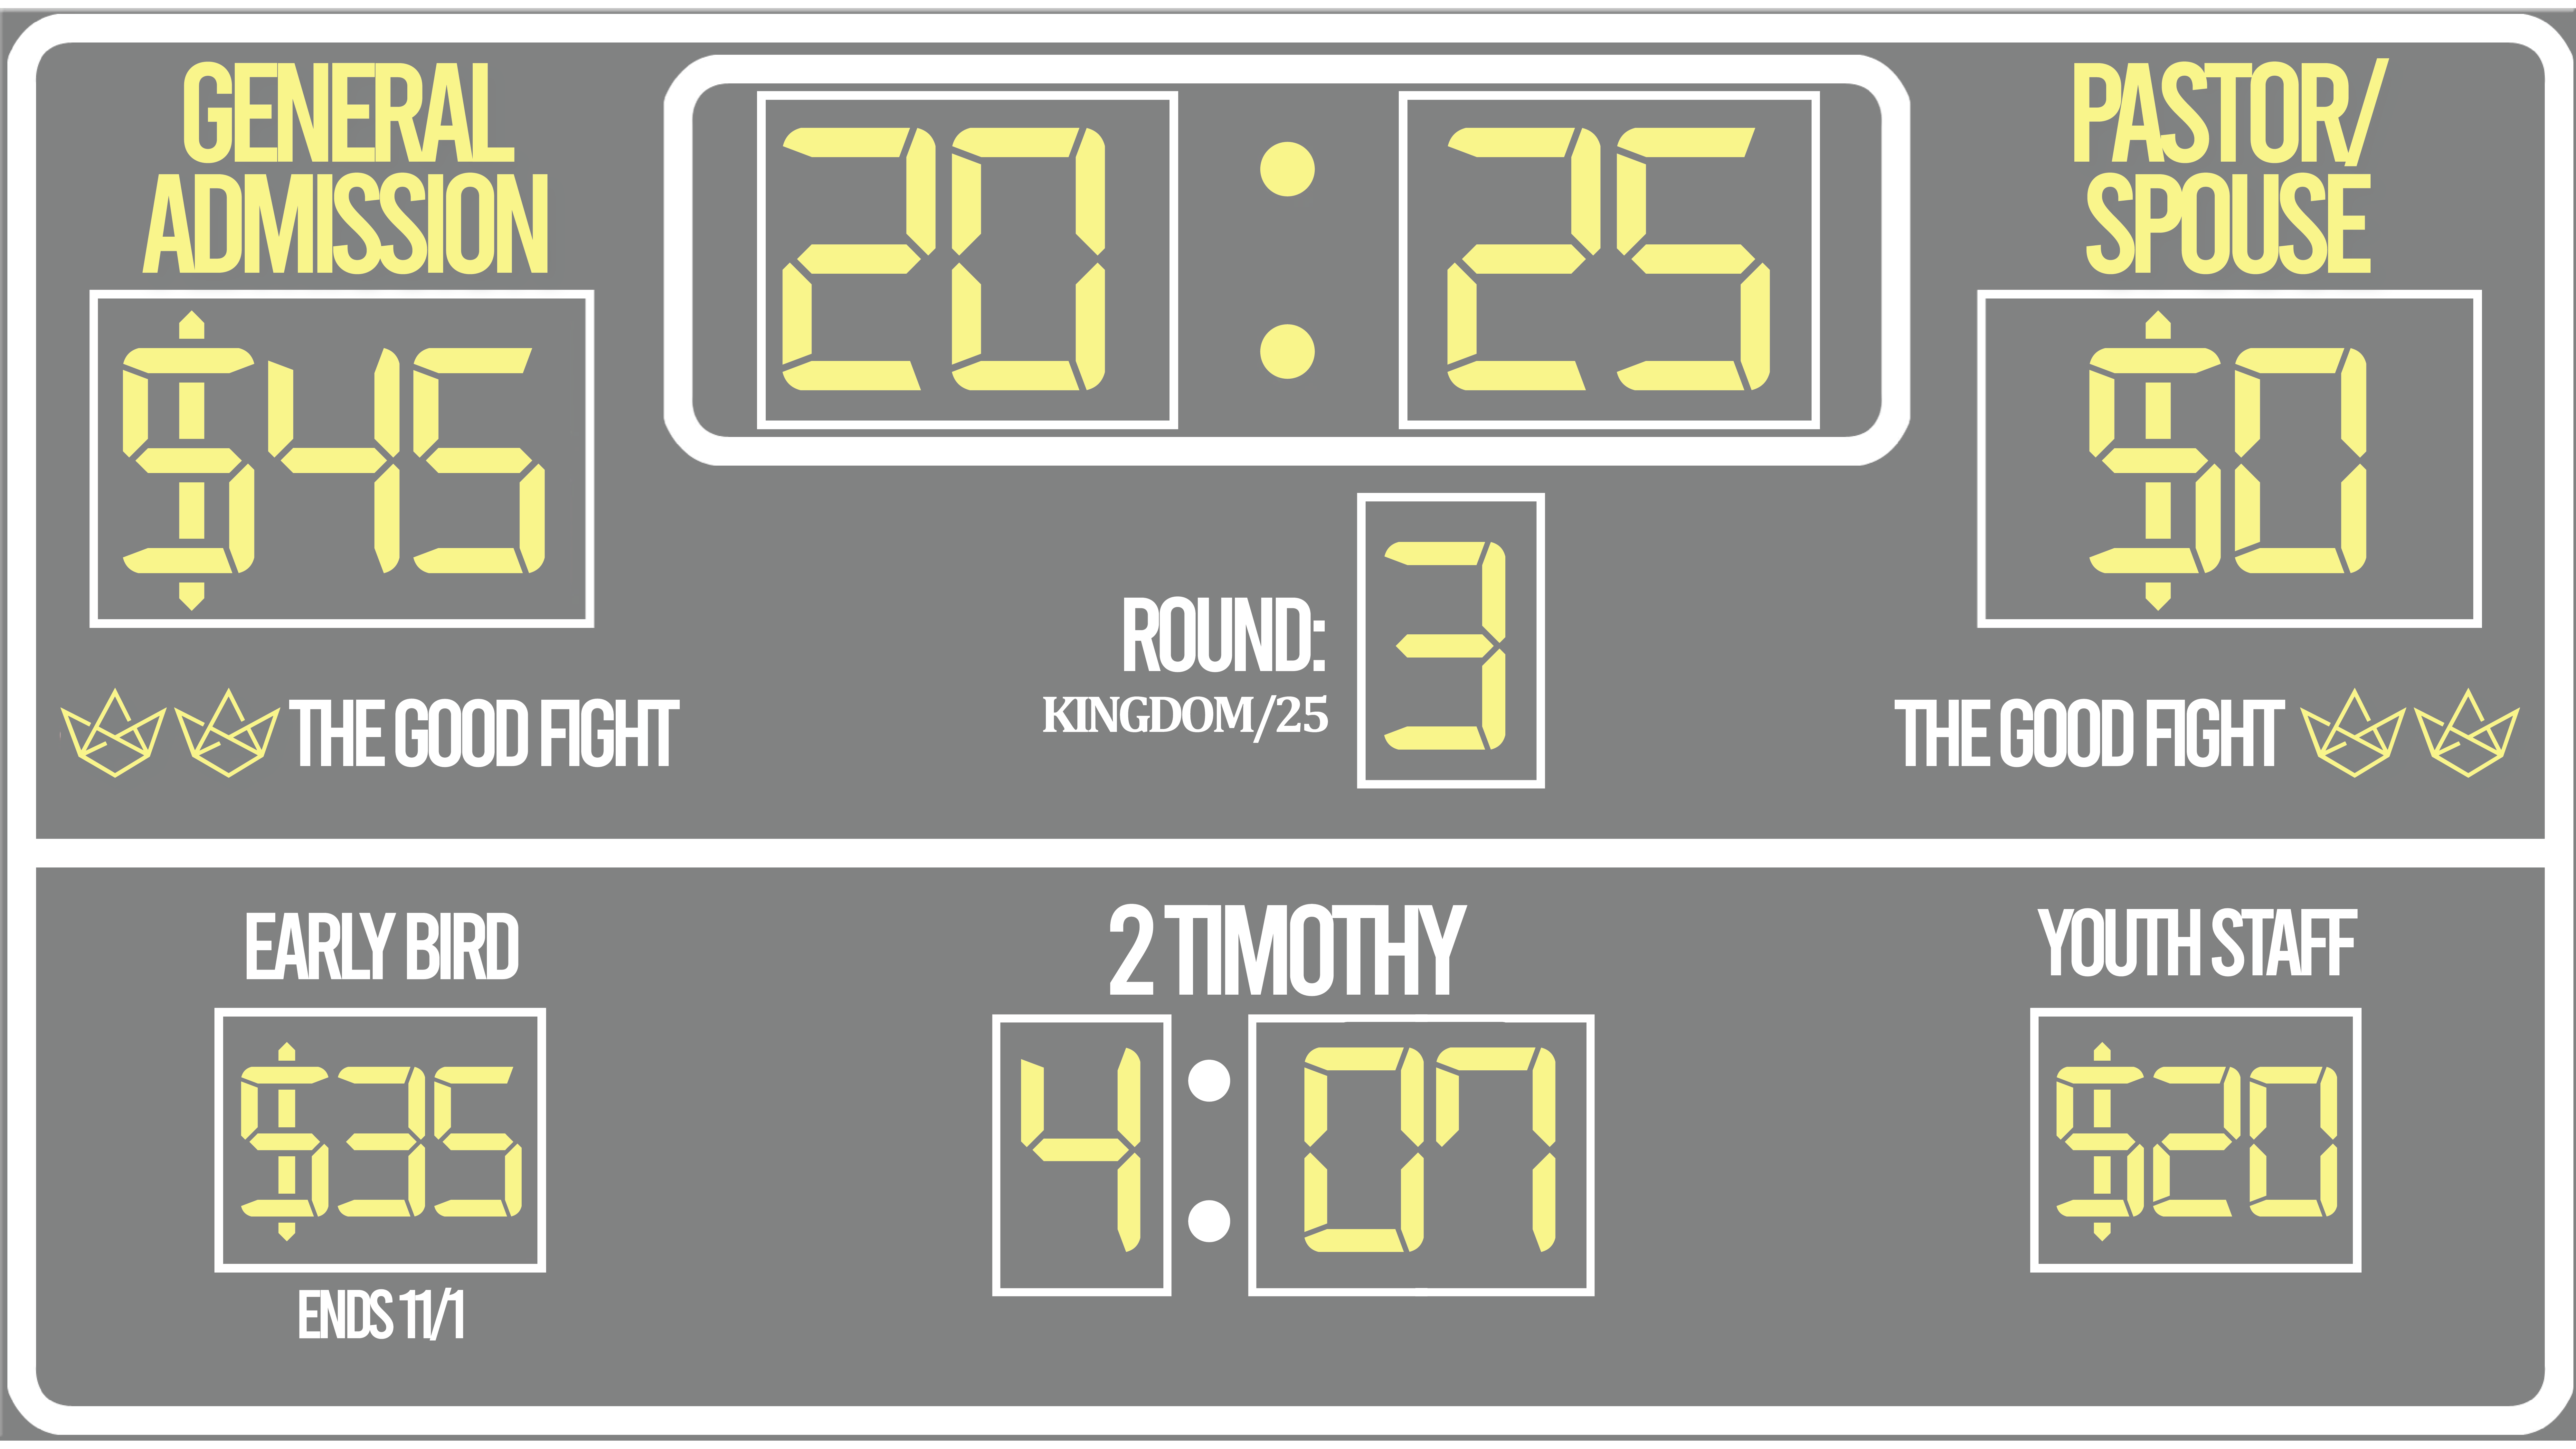 GENERAL
ADMISSION
$45
20:25
PASTOR/
SPOUSE
$0
ROUND: 3
KINGDOM/25
THE GOOD FIGHT
THE GOOD FIGHT
EARLY BIRD
$35
ENDS 11/1
2 TIMOTHY
4:07
YOUTH STAFF
$20